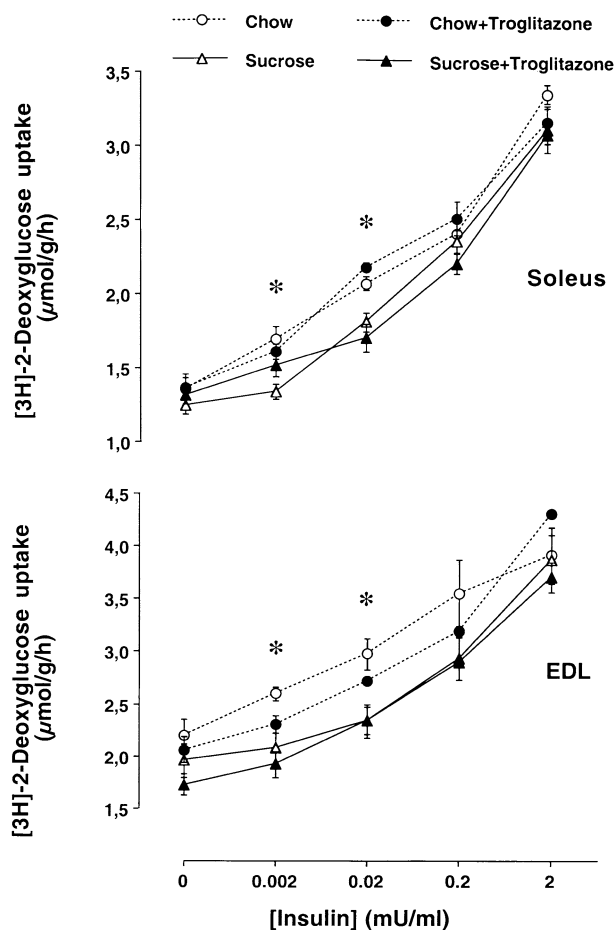 Chow
Chow+Troglitazone
Sucrose
Sucrose+Troglitazone
[3H]-2-Deoxyglucose uptake
(µmol/g/h)
3,5
3,0
2,5
2,0
1,5
1,0
*
*
Soleus
[3H]-2-Deoxyglucose uptake
(µmol/g/h)
4,5
4,0
3,5
3,0
2,5
2,0
1,5
*
*
EDL
0
0.002
0.02
0.2
2
[Insulin] (mU/ml)